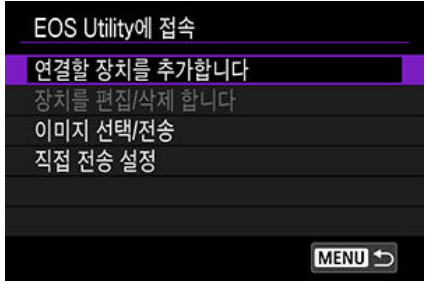 EOS Utility에 접속
연결할 장치를 추가합니다
장치를 편집/삭제 합니다
이미지 선택/전송
직접 전송 설정
MENU